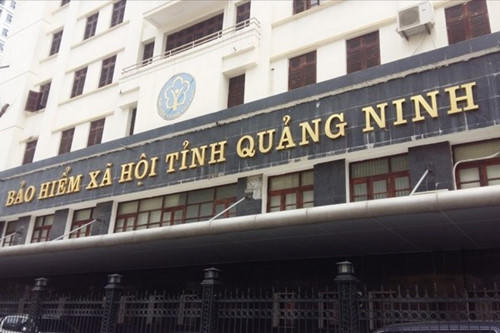 BẢO HIỂM XÃ HỘI TỈNH QUẢNG NINH